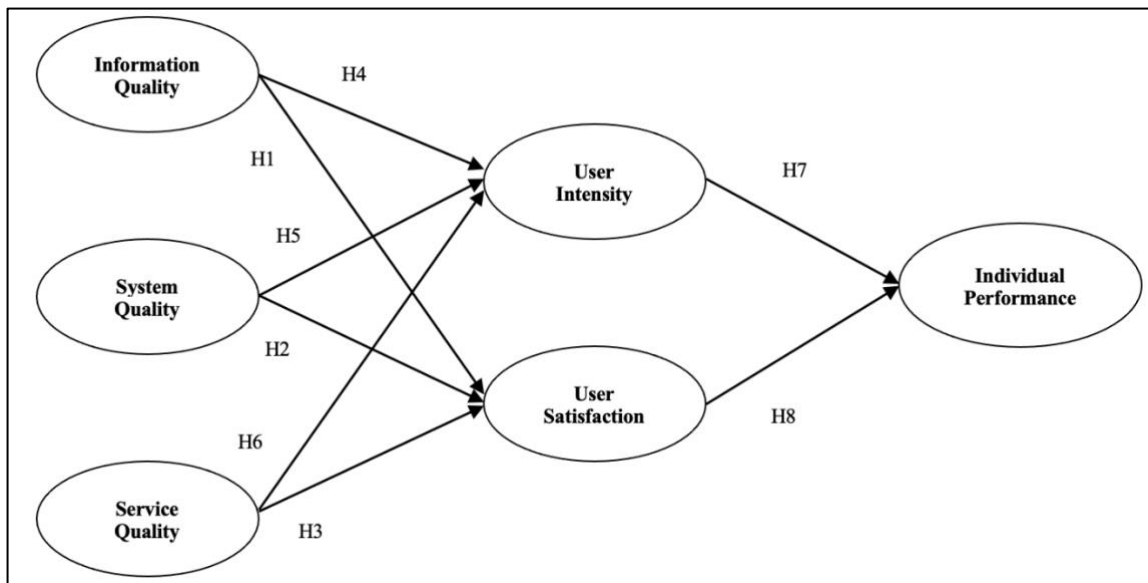 Information
Quality
H4
H1
User
Intensity
H7
H5
System
Quality
Individual
Performance
H2
User
Satisfaction
H8
H6
Service
Quality
H3